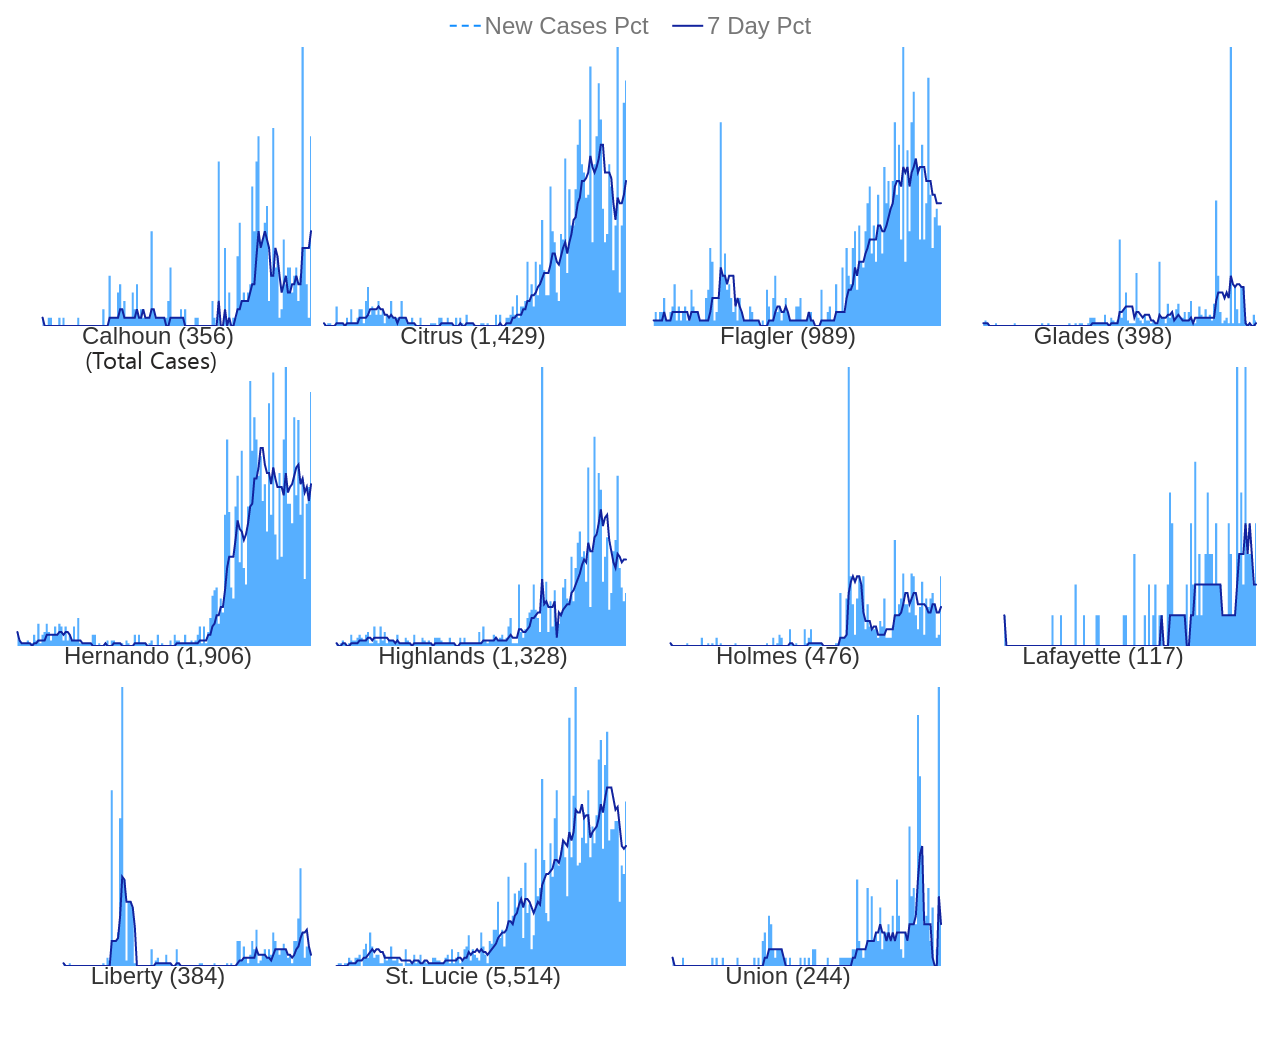 New Cases Pct 7 Day Pct
Calhoun (356) Citrus (1,429) Flagler (989) Glades (398)
(Total Cases)
Hernando (1,906) Highlands (1,328) Holmes (476) Lafayette (117)
Liberty (384) St. Lucie (5,514) Union (244)